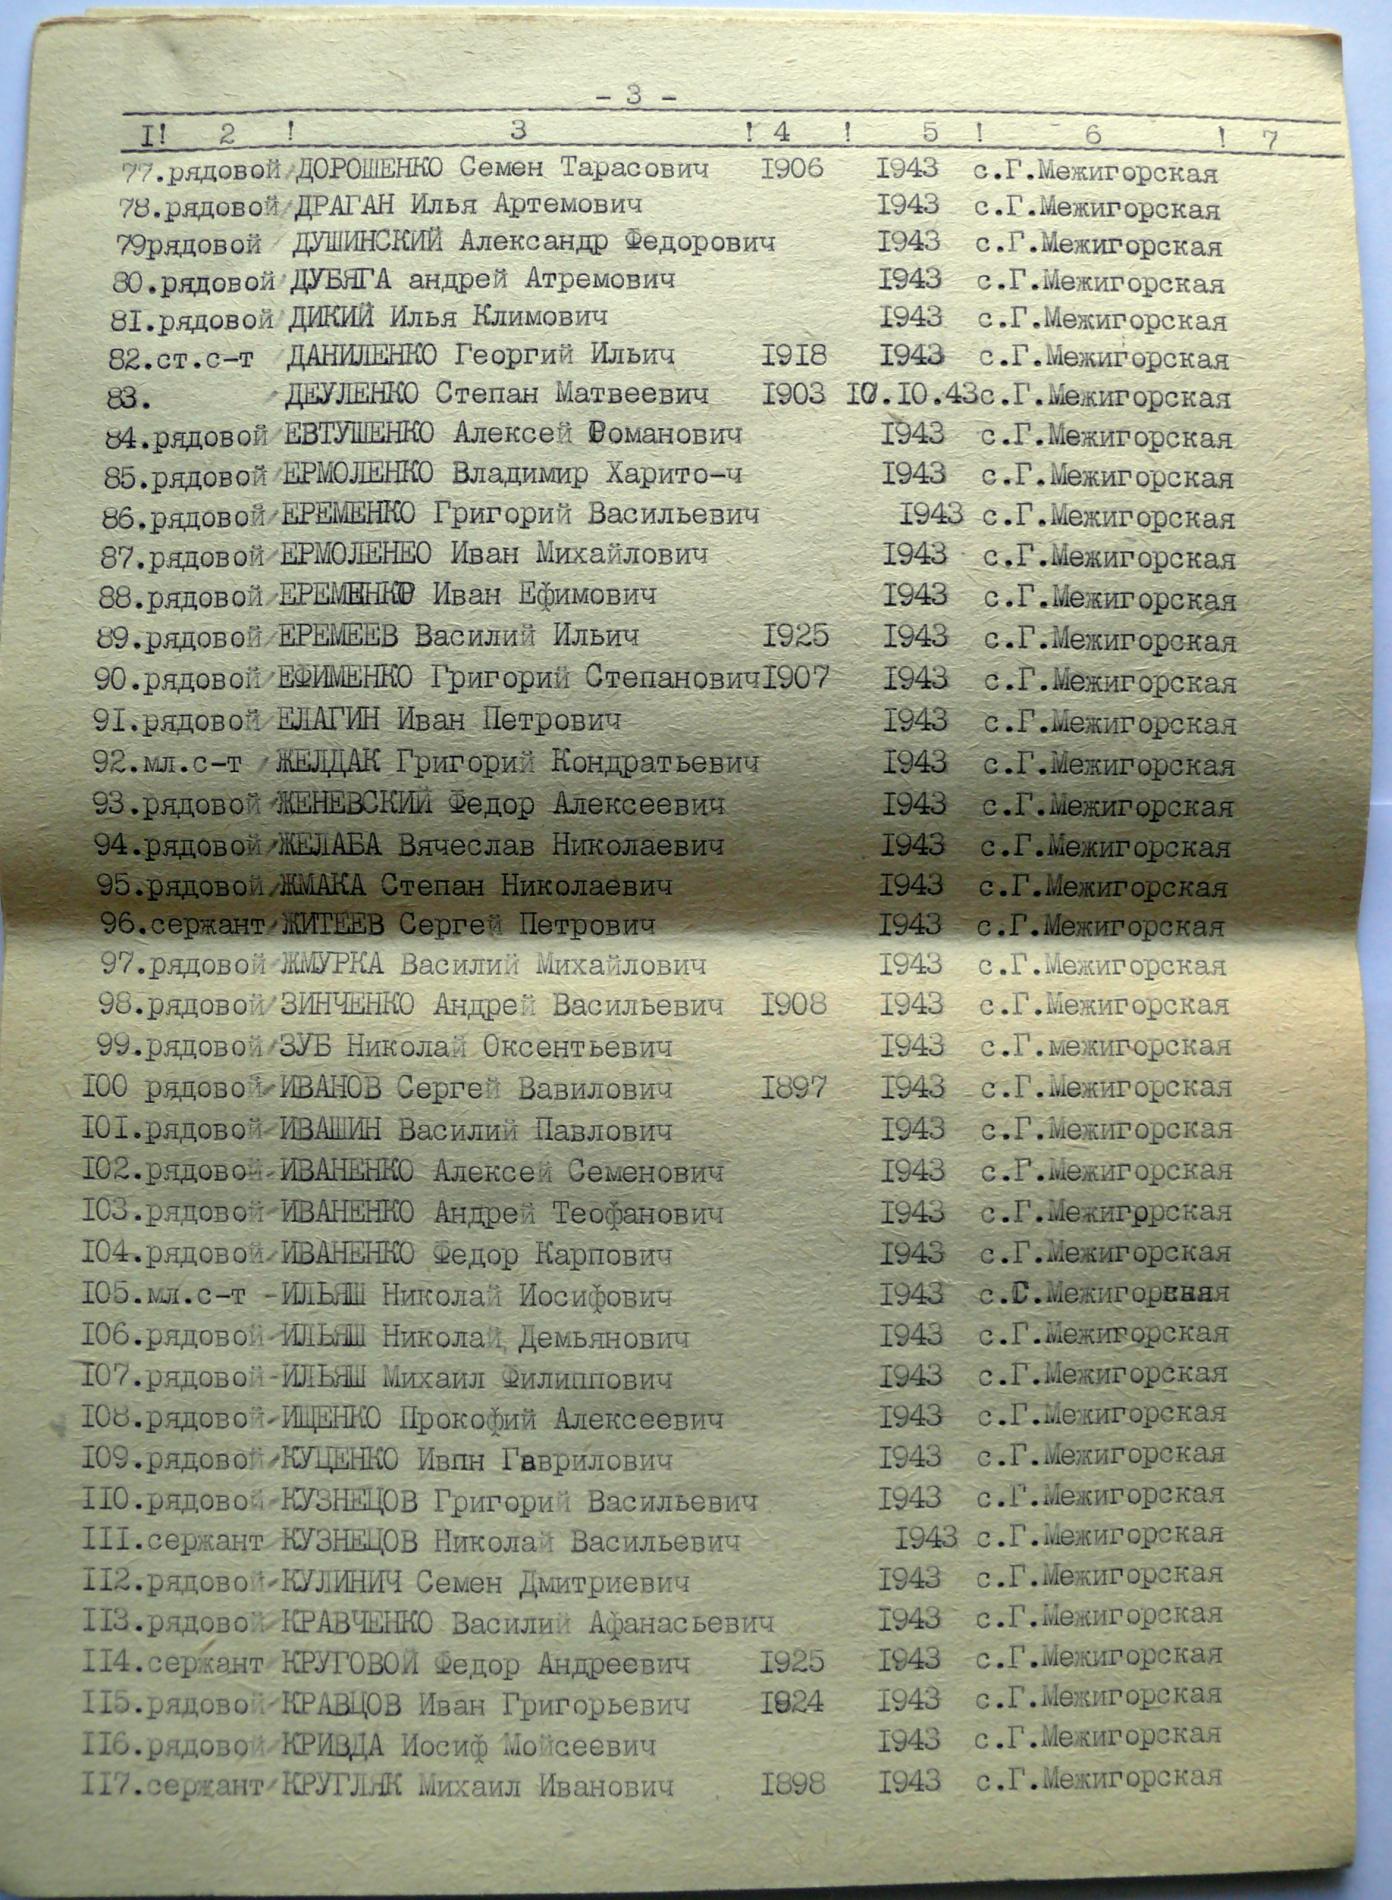 - 3 -
I! 2 ! 3 ! 4 ! 5 ! 6 ! 7
77.рядовой ДОРОШЕНКО Семен Тарасович 1906 1943 с.Г.Межигорская
78.рядовой ДРАГАН Илья Артемович 1943 с.Г.Межигорская
79рядовой ДУШИНСКИЙ Александр Федорович 1943 с.Г.Межигорская
80.рядовой ДУБЯГА андрей Атремович 1943 с.Г.Межигорская
81.рядовой ДИКИЙ Илья Климович 1943 с.Г.Межигорская
82.ст.с-т ДАНИЛЕНКО Георгий Ильич 1918 1943 с.Г.Межигорская
83. ДЕУЛЕНКО Степан Матвеевич 1903 10.10.43с.Г.Межигорская
84.рядовой ЕВТУШЕНКО Алексей Романович 1943 с.Г.Межигорская
85.рядовой ЕРМОЛЕНКО Владимир Харито-ч 1943 с.Г.Межигорская
86.рядовой ЕРЕМЕНКО Григорий Васильевич 1943 с.Г.Межигорская
87.рядовой ЕРМОЛЕНЕО Иван Михайлович 1943 с.Г.Межигорская
88.рядовой ЕРЕМЕНКО Иван Ефимович 1943 с.Г.Межигорская
89.рядовой ЕРЕМЕЕВ Василий Ильич 1925 1943 с.Г.Межигорская
90.рядовой ЕФИМЕНКО Григорий Степанович1907 1943 с.Г.Межигорская
91.рядовой ЕЛАГИН Иван Петрович 1943 с.Г.Межигорская
92.мл.с-т ЖЕЛДАК Григорий Кондратьевич 1943 с.Г.Межигорская
93.рядовой ЖЕНЕВСКИЙ Федор Алексеевич 1943 с.Г.Межигорская
94.рядовой ЖЕЛАБА Вячеслав Николаевич 1943 с.Г.Межигорская
95.рядовой ЖМАКА Степан Николаевич 1943 с.Г.Межигорская
96.сержант ЖИТЕЕВ Сергей Петрович 1943 с.Г.Межигорская
97.рядовой ЖМУРКА Василий Михайлович 1943 с.Г.Межигорская
98.рядовой ЗИНЧЕНКО Андрей Васильевич 1908 1943 с.Г.Межигорская
99.рядовой ЗУБ Николай Оксентьевич 1943 с.Г.межигорская
100 рядовой ИВАНОВ Сергей Вавилович 1897 1943 с.Г.Межигорская
101.рядовой ИВАШИН Василий Павлович 1943 с.Г.Межигорская
102.рядовой ИВАНЕНКО Алексей Семенович 1943 с.Г.Межигорская
103.рядовой ИВАНЕНКО Андрей Теофанович 1943 с.Г.Межигррская
104.рядовой ИВАНЕНКО Федор Карпович 1943 с.Г.Межигорская
105.мл.с-т ИЛЬЯШ Николай Иосифович 1943 с.С.Межигорская
106.рядовой ИЛЬЯШ Николай Демьянович 1943 с.Г.Межигорская
107.рядовой ИЛЬЯШ Михаил Филиппович 1943 с.Г.Межигорская
108.рядовой ИЩЕНКО Прокофий Алексеевич 1943 с.Г.Межигорская
109.рядовой КУЦЕНКО Ивпн Гаврилович 1943 с.Г.Межигорская
110.рядовой КУЗНЕЦОВ Григорий Васильевич 1943 с.Г.Межигорская
111.сержант КУЗНЕЦОВ Николай Васильевич 1943 с.Г.Межигорская
112.рядовой КУЛИНИЧ Семен Дмитриевич 1943 с.Г.Межигорская
113.рядовой КРАВЧЕНКО Василий Афанасьевич 1943 с.Г.Межигорская
114.сержант КРУГОВОЙ Федор Андреевич 1925 1943 с.Г.Межигорская
115.рядовой КРАВЦОВ Иван Григорьевич 1924 1943 с.Г.Межигорская
116.рядовой КРИВДА Иосиф Мойсеевич 1943 с.Г.Межигорская
117.сержант КРУГЛЯК Михаил Иванович 1898 1943 с.Г.Межигорская